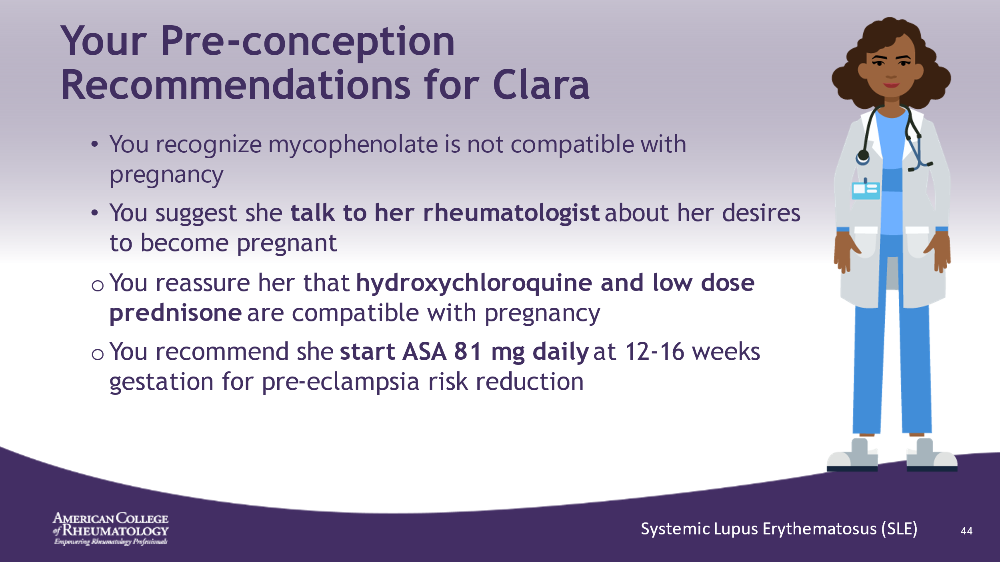 Your Pre-conception
Recommendations for Clara
• You recognize mycophenolate is not compatible with
pregnancy
• You suggest she talk to her rheumatologist about her desires
to become pregnant
o You reassure her that hydroxychloroquine and low dose
prednisone are compatible with pregnancy
o You recommend she start ASA 81 mg daily at 12-16 weeks
gestation for pre-eclampsia risk reduction
AMERICAN COLLEGE
of RHEUMATOLOGY
Empowering Rheumatology Professionals
Systemic Lupus Erythematosus (SLE)
44